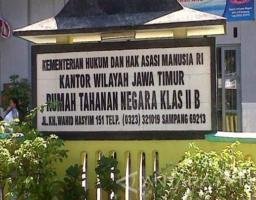 KEMENTERIAN HUKUM DAN HAK ASASI MANUSIA RI
KANTOR WILAYAH JAWA TIMUR
RUMAH TAHANAN NEGARA KLAS II B
JL. KH. WAHID HASYIM 151 TELP. (0323) 321019 SAMPANG 69213